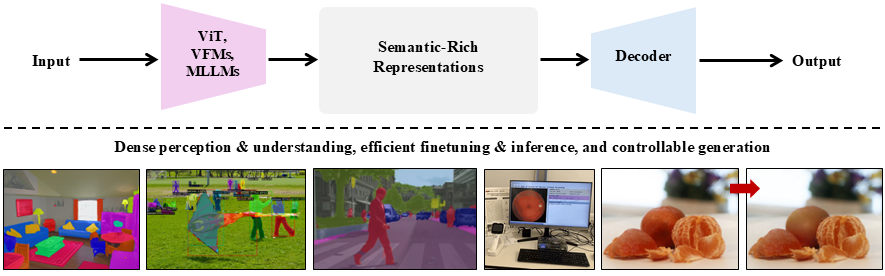 Input
ViT,
VFMs,
MLLMs
Semantic-Rich
Representations
Decoder
Output
Dense perception & understanding, efficient finetuning & inference, and controllable generation